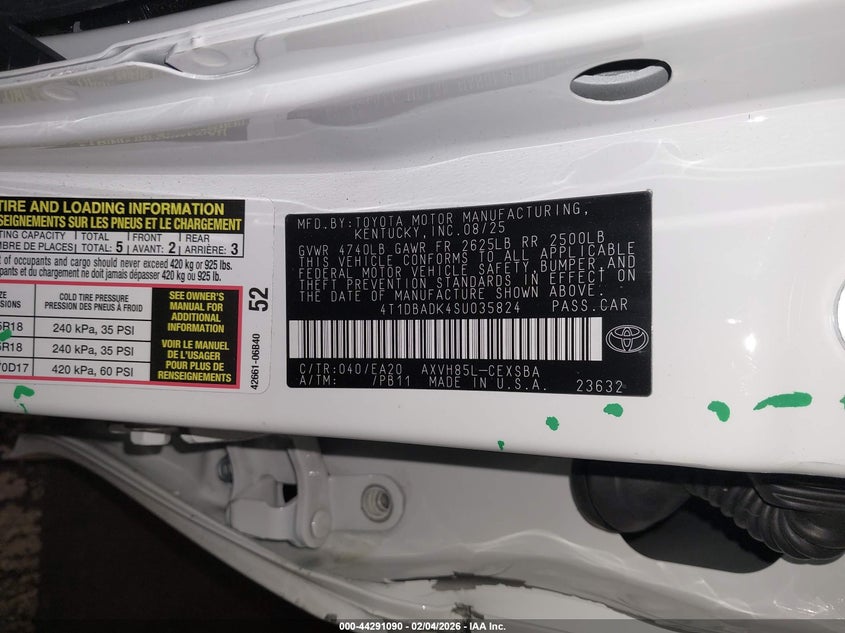 TIRE AND LOADING INFORMATION
SEIGNEMENTS SUR LES PNEUS ET LE CHARGEMENT
TING CAPACITY TOTAL FRONT REAR
MBRE DE PLACES TOTAL: 5 AVANT: 2 ARRIÈRE: 3
t of occupants and cargo should never exceed 420 kg or 925 lbs.
pants et du chargement ne doit jamais dépasser 420 kg ou 925 lbs.
COLD TIRE PRESSURE
PRESSION DES PNEUS À FROID
5R18 240 kPa, 35 PSI
5R18 240 kPa, 35 PSI
70D17 420 kPa, 60 PSI
SEE OWNER'S
MANUAL FOR
ADDITIONAL
INFORMATION
VOIR LE MANUEL
DE L'USAGER
POUR PLUS DE
RENSEIGNEMENTS
52
42661-06B40
MFD. BY: TOYOTA MOTOR MANUFACTURING,
KENTUCKY, INC. 08/25
GVWR 4740LB GAWR FR 2625LB RR 2500LB
THIS VEHICLE CONFORMS TO ALL APPLICABLE
FEDERAL MOTOR VEHICLE SAFETY, BUMPER AND
THEFT PREVENTION STANDARDS IN EFFECT ON
THE DATE OF MANUFACTURE SHOWN ABOVE.
4T1DBADK4SU035824 PASS. CAR
C/TR: 040/EA20 AXVH85L-CEXSBA
A/TM: /PB11 MADE IN U.S.A. 23632
000-44291090 - 02/04/2026 - IAA Inc.